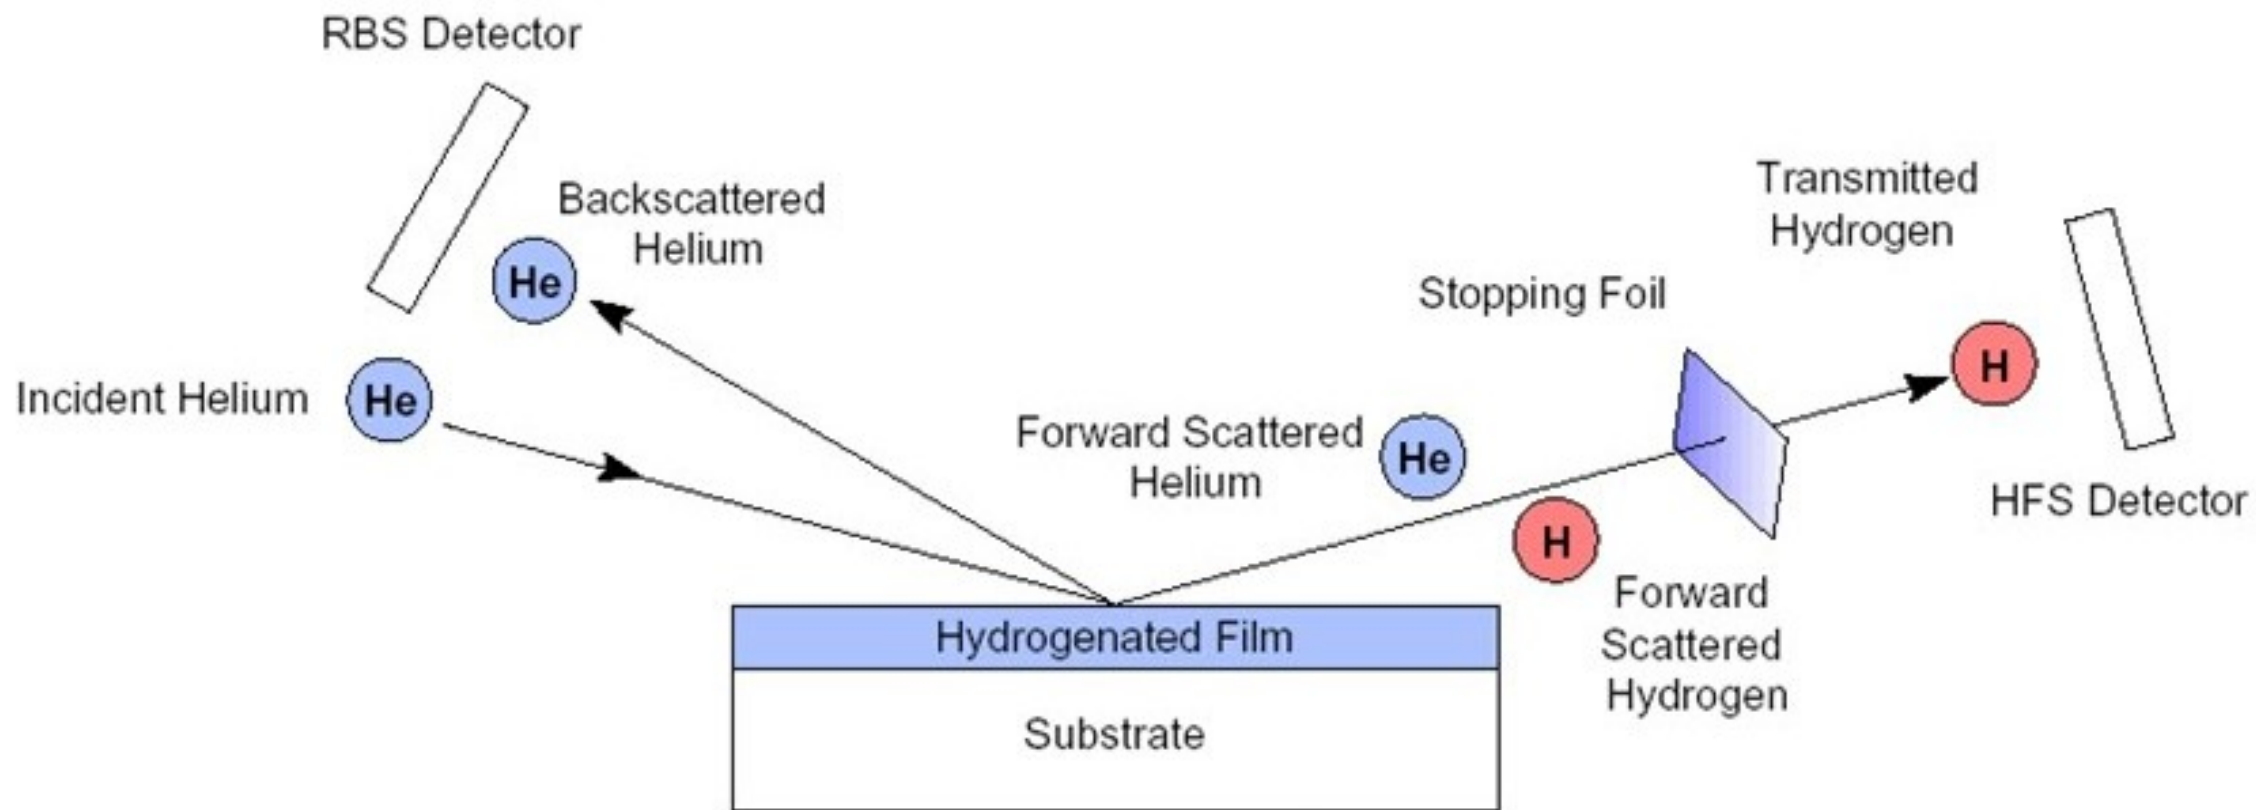 RBS Detector
Backscattered
Helium
He
Incident Helium
He
Transmitted
Hydrogen
Stopping Foil
H
Forward Scattered
Helium
He
HFS Detector
H
Forward
Scattered
Hydrogen
Hydrogenated Film
Substrate